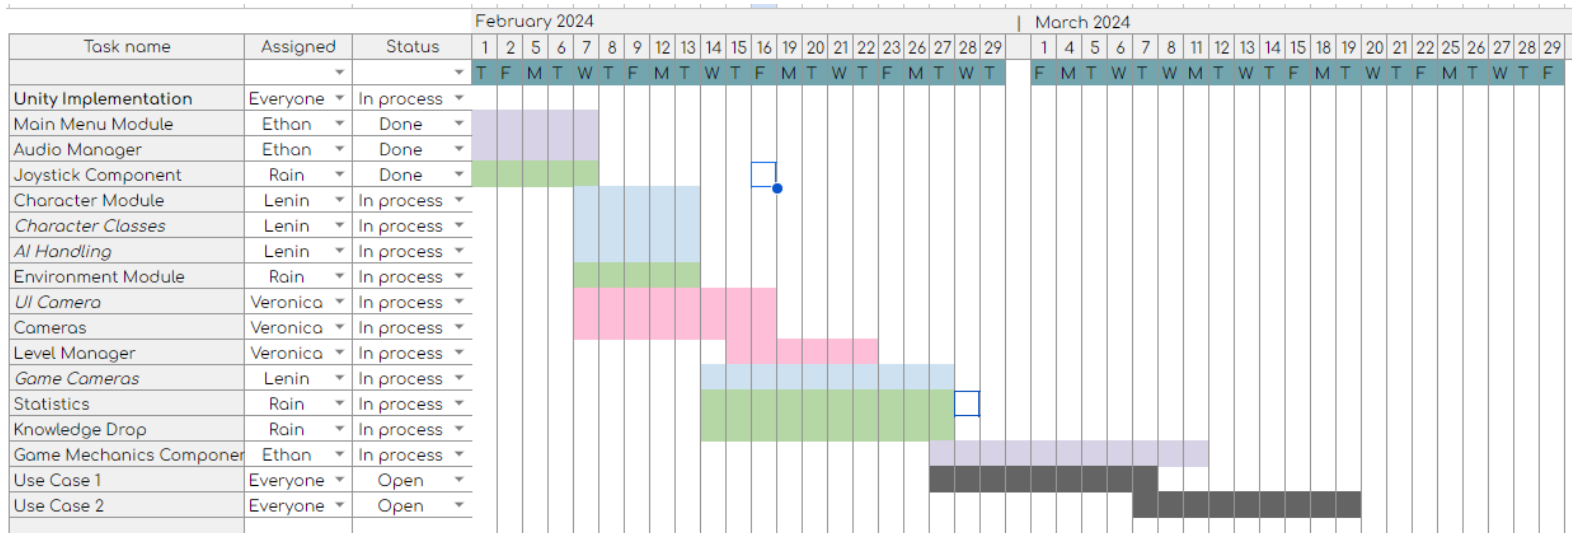 February 2024 | March 2024
Task name Assigned Status 1 2 5 6 7 8 9 12 13 14 15 16 19 20 21 22 23 26 27 28 29 1 4 5 6 7 8 11 12 13 14 15 18 19 20 21 22 25 26 27 28 29
T F M T W T F M T W T F M T W T F M T W T F M T W T W M T W T F M T W T F M T W T F
Unity Implementation Everyone In process
Main Menu Module Ethan Done
Audio Manager Ethan Done
Joystick Component Rain Done
Character Module Lenin In process
Character Classes Lenin In process
AI Handling Lenin In process
Environment Module Rain In process
UI Camera Veronica In process
Cameras Veronica In process
Level Manager Veronica In process
Game Cameras Lenin In process
Statistics Rain In process
Knowledge Drop Rain In process
Game Mechanics Componer Ethan In process
Use Case 1 Everyone Open
Use Case 2 Everyone Open